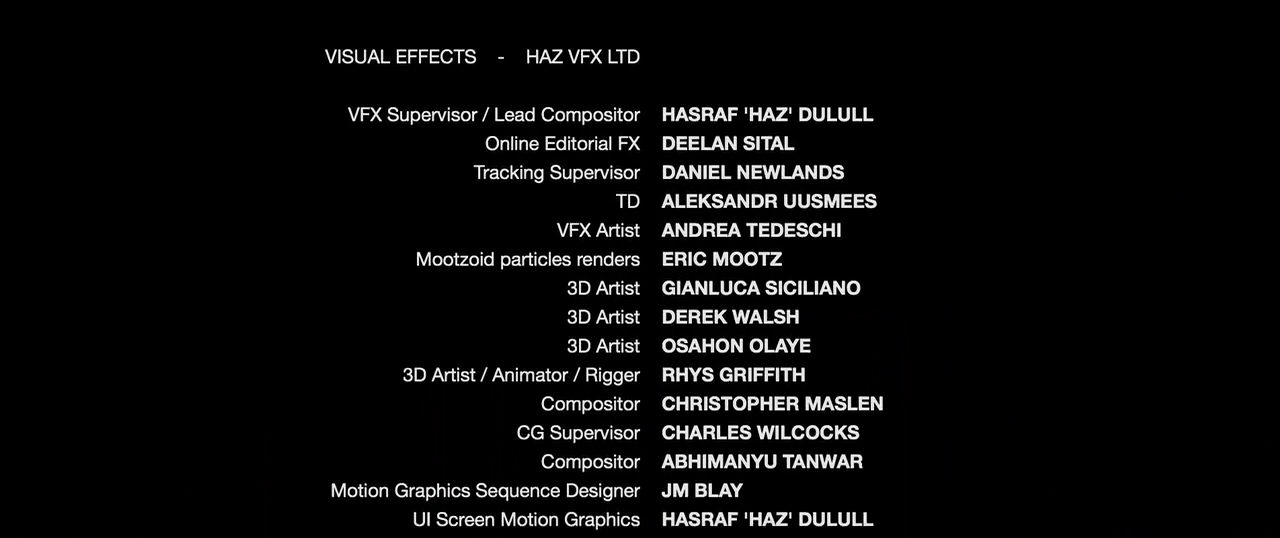 VISUAL EFFECTS - HAZ VFX LTD
VFX Supervisor / Lead Compositor HASRAF 'HAZ' DULULL
Online Editorial FX DEELAN SITAL
Tracking Supervisor DANIEL NEWLANDS
TD ALEKSANDR UUSMEES
VFX Artist ANDREA TEDESCHI
Mootzoid particles renders ERIC MOOTZ
3D Artist GIANLUCA SICILIANO
3D Artist DEREK WALSH
3D Artist OSAHON OLAYE
3D Artist / Animator / Rigger RHYS GRIFFITH
Compositor CHRISTOPHER MASLEN
CG Supervisor CHARLES WILCOCKS
Compositor ABHIMANYU TANWAR
Motion Graphics Sequence Designer JM BLAY
UI Screen Motion Graphics HASRAF 'HAZ' DULULL